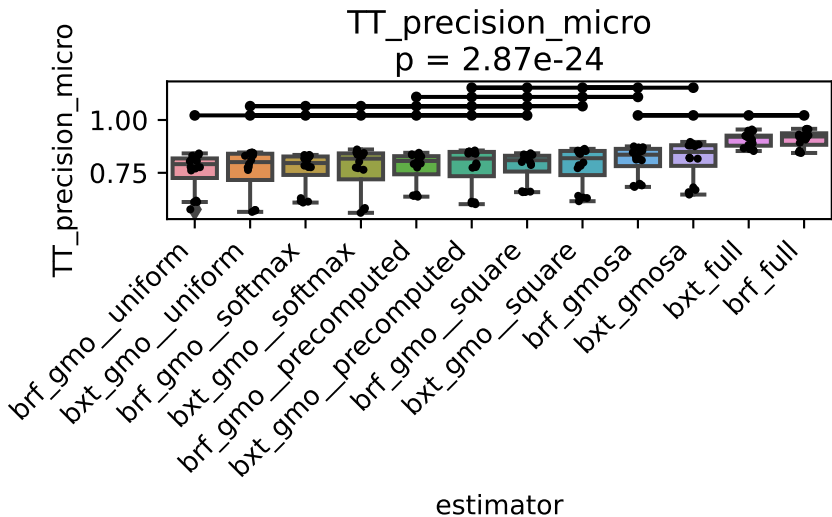 TT_precision_micro
p = 2.87e-24
TT_precision_micro
1.00
0.75
brf_gmo__uniform
bxt_gmo__uniform
brf_gmo__softmax
bxt_gmo__softmax
brf_gmo__precomputed
bxt_gmo__precomputed
brf_gmo__square
bxt_gmo__square
brf_gmosa
bxt_gmosa
bxt_full
brf_full
estimator